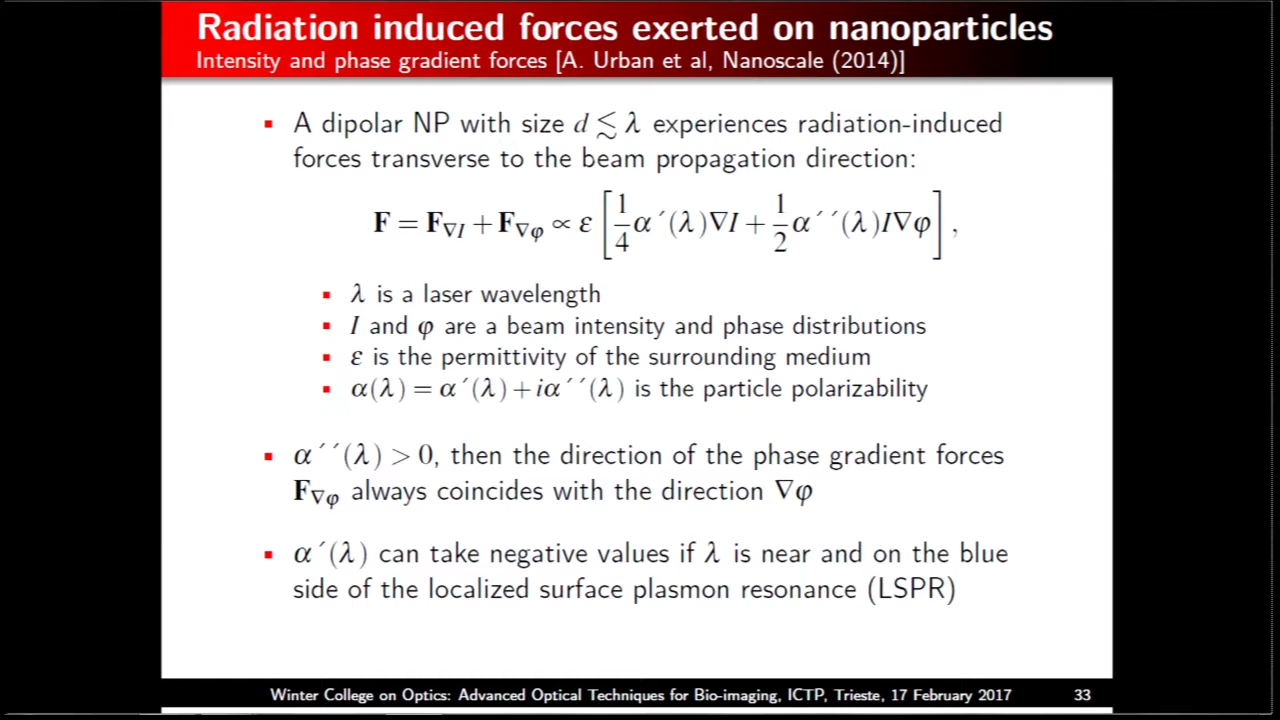 Radiation induced forces exerted on nanoparticles
Intensity and phase gradient forces [A. Urban et al, Nanoscale (2014)]
▪ A dipolar NP with size d ≲ λ experiences radiation-induced
forces transverse to the beam propagation direction:
F = F∇I + F∇φ ∝ ε [ 1/4 α´(λ)∇I + 1/2 α´´(λ)I∇φ ] ,
▪ λ is a laser wavelength
▪ I and φ are a beam intensity and phase distributions
▪ ε is the permittivity of the surrounding medium
▪ α(λ) = α´(λ) + iα´´(λ) is the particle polarizability
▪ α´´(λ) > 0, then the direction of the phase gradient forces
F∇φ always coincides with the direction ∇φ
▪ α´(λ) can take negative values if λ is near and on the blue
side of the localized surface plasmon resonance (LSPR)
Winter College on Optics: Advanced Optical Techniques for Bio-imaging, ICTP, Trieste, 17 February 2017 33